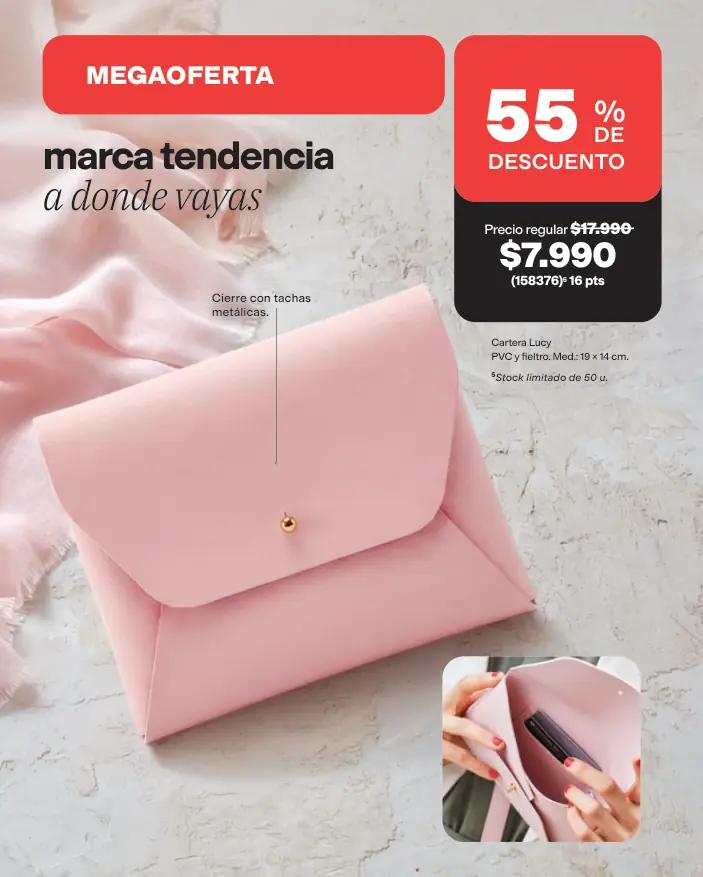 MEGAOFERTA
marca tendencia
a donde vayas
55 %
DE
DESCUENTO
Precio regular $17.990
$7.990
(158376)⁵ 16 pts
Cierre con tachas
metálicas.
Cartera Lucy
PVC y fieltro. Med.: 19 x 14 cm.
⁵Stock limitado de 50 u.